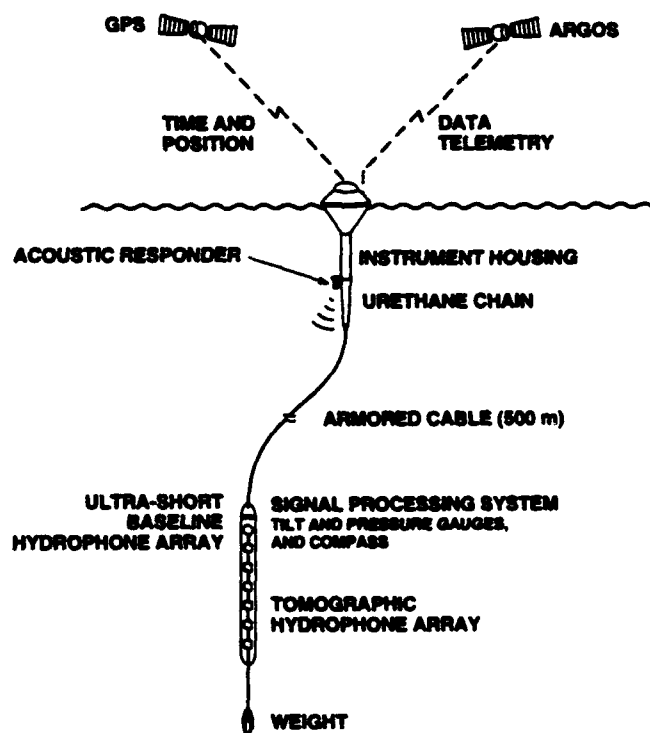 GPS
ARGOS
TIME AND
POSITION
DATA
TELEMETRY
ACOUSTIC RESPONDER
INSTRUMENT HOUSING
URETHANE CHAIN
ARMORED CABLE (500 m)
ULTRA-SHORT
BASELINE
HYDROPHONE ARRAY
SIGNAL PROCESSING SYSTEM
TILT AND PRESSURE GAUGES,
AND COMPASS
TOMOGRAPHIC
HYDROPHONE ARRAY
WEIGHT